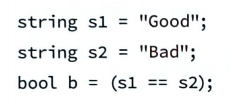 string s1 = "Good";
string s2 = "Bad";
bool b = (s1 == s2);